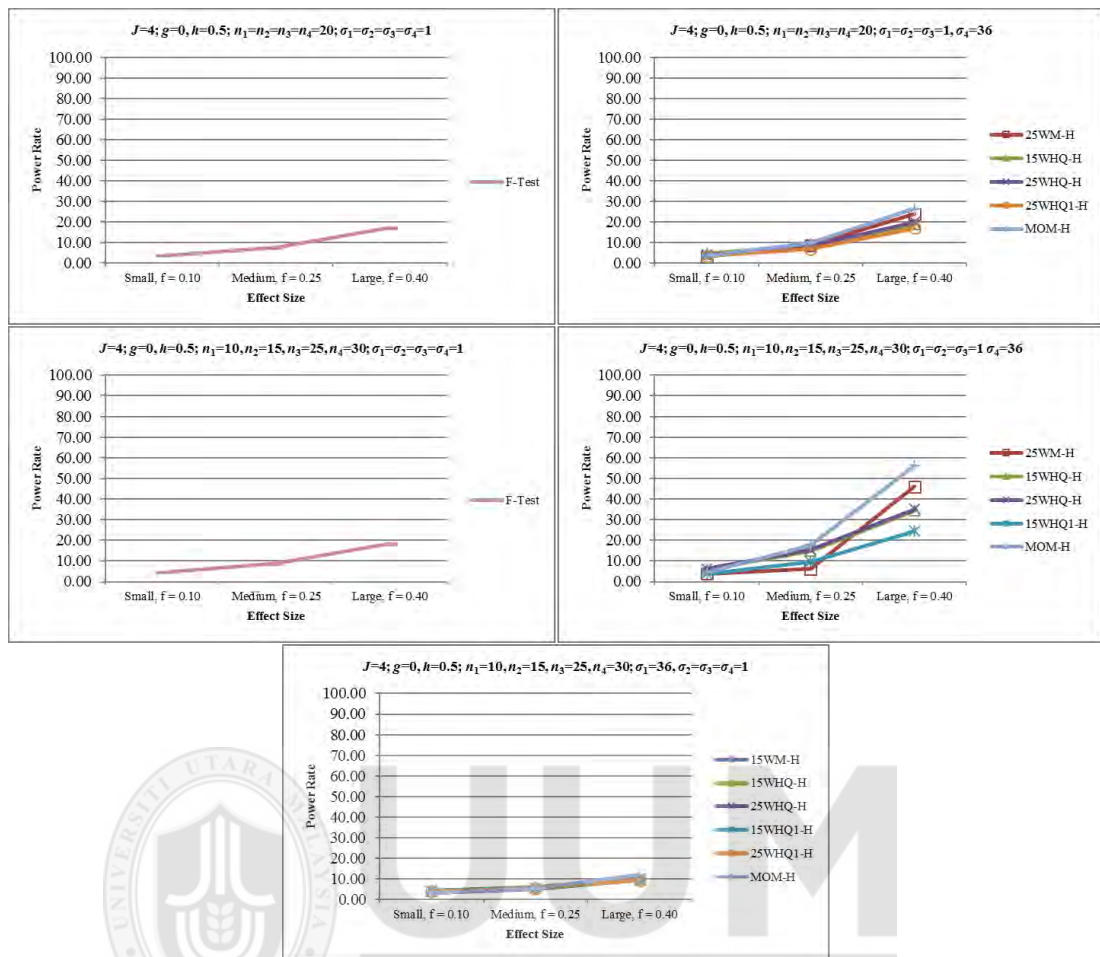 J=4; g=0, h=0.5; n₁=n₂=n₃=n₄=20; σ₁=σ₂=σ₃=σ₄=1
100.00
90.00
80.00
70.00
60.00
50.00
40.00
30.00
20.00
10.00
0.00
Power Rate
Small, f = 0.10
Medium, f = 0.25
Large, f = 0.40
Effect Size
F-Test
J=4; g=0, h=0.5; n₁=n₂=n₃=n₄=20; σ₁=σ₂=σ₃=1, σ₄=36
100.00
90.00
80.00
70.00
60.00
50.00
40.00
30.00
20.00
10.00
0.00
Power Rate
Small, f = 0.10
Medium, f = 0.25
Large, f = 0.40
Effect Size
25WM-H
15WHQ-H
25WHQ-H
25WHQ1-H
MOM-H
J=4; g=0, h=0.5; n₁=10, n₂=15, n₃=25, n₄=30; σ₁=σ₂=σ₃=σ₄=1
100.00
90.00
80.00
70.00
60.00
50.00
40.00
30.00
20.00
10.00
0.00
Power Rate
Small, f = 0.10
Medium, f = 0.25
Large, f = 0.40
Effect Size
F-Test
J=4; g=0, h=0.5; n₁=10, n₂=15, n₃=25, n₄=30; σ₁=σ₂=σ₃=1 σ₄=36
100.00
90.00
80.00
70.00
60.00
50.00
40.00
30.00
20.00
10.00
0.00
Power Rate
Small, f = 0.10
Medium, f = 0.25
Large, f = 0.40
Effect Size
25WM-H
15WHQ-H
25WHQ-H
15WHQ1-H
MOM-H
J=4; g=0, h=0.5; n₁=10, n₂=15, n₃=25, n₄=30; σ₁=36, σ₂=σ₃=σ₄=1
100.00
90.00
80.00
70.00
60.00
50.00
40.00
30.00
20.00
10.00
0.00
Power Rate
Small, f = 0.10
Medium, f = 0.25
Large, f = 0.40
Effect Size
15WM-H
15WHQ-H
25WHQ-H
15WHQ1-H
25WHQ1-H
MOM-H
UNIVERSITI UTARA MALAYSIA
UUM